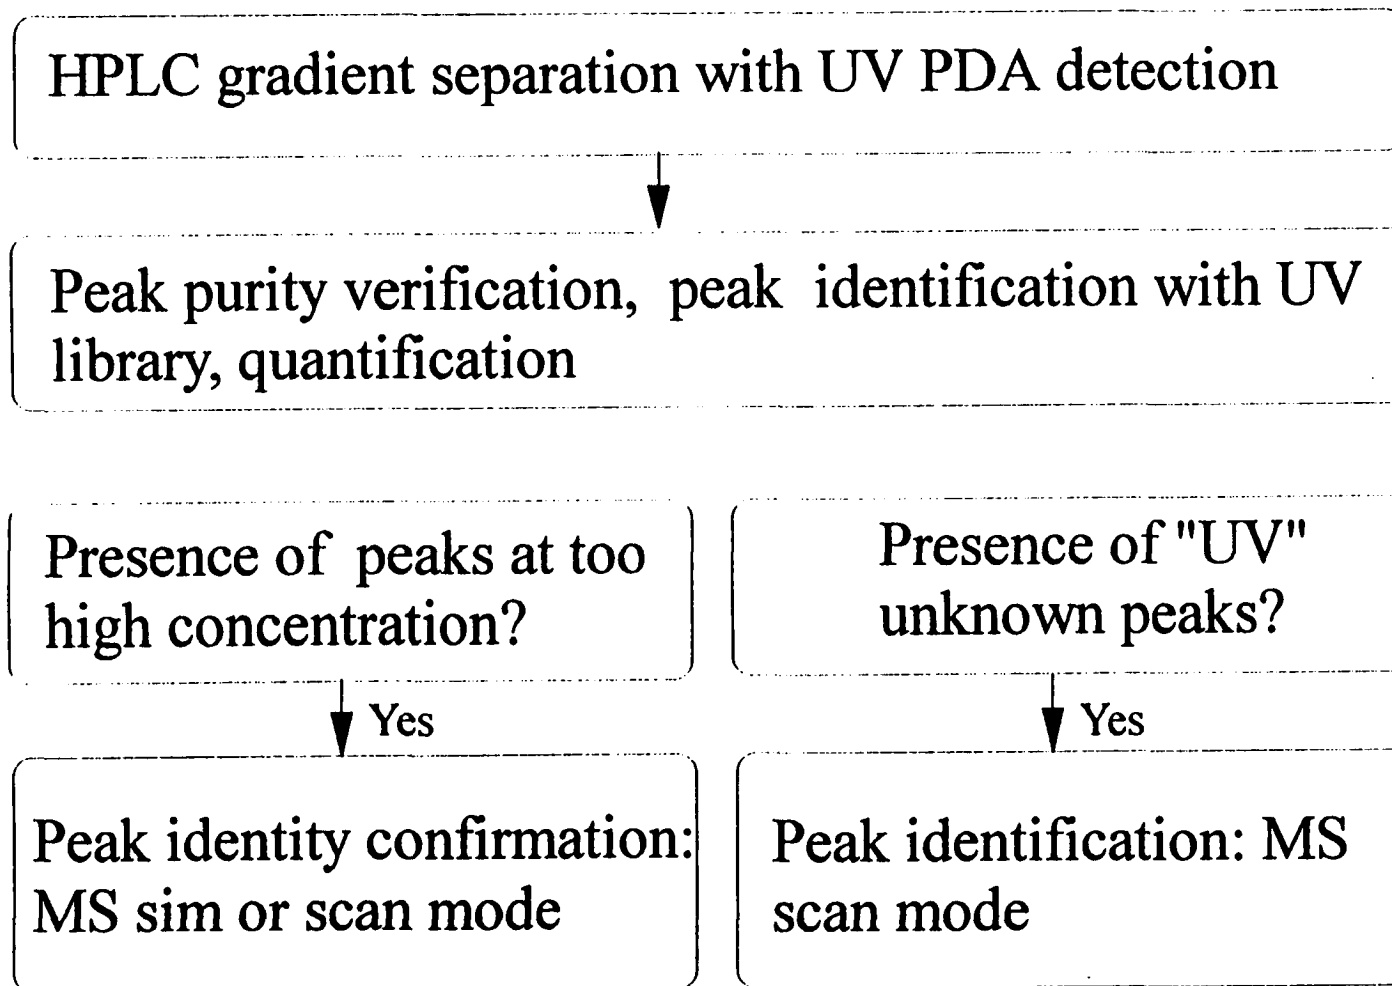 HPLC gradient separation with UV PDA detection
Peak purity verification, peak identification with UV
library, quantification
Presence of peaks at too
high concentration?
Presence of "UV"
unknown peaks?
Yes
Yes
Peak identity confirmation:
MS sim or scan mode
Peak identification: MS
scan mode